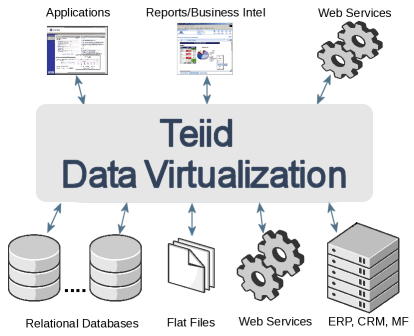 Applications
Reports/Business Intel
Web Services
Teiid
Data Virtualization
....
Relational Databases
Flat Files
Web Services
ERP, CRM, MF